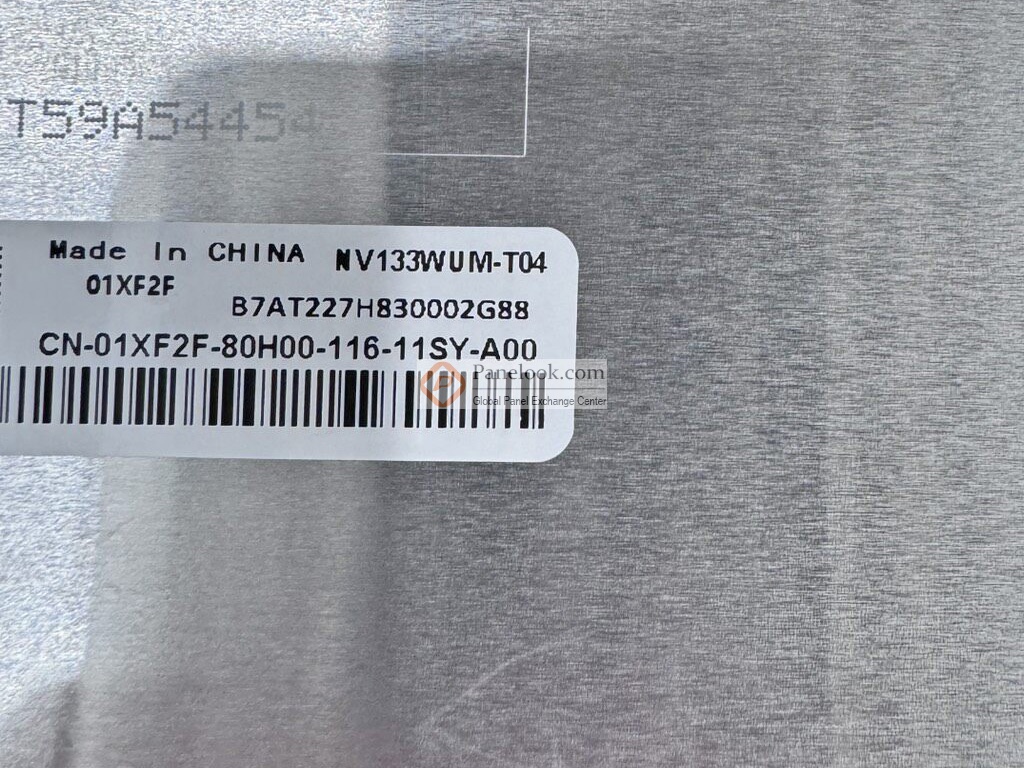 T59A54454
Made In CHINA NV133WUM-T04
01XF2F
B7AT227H830002G88
CN-01XF2F-80H00-116-11SY-A00
Panelook.com
Global Panel Exchange Center